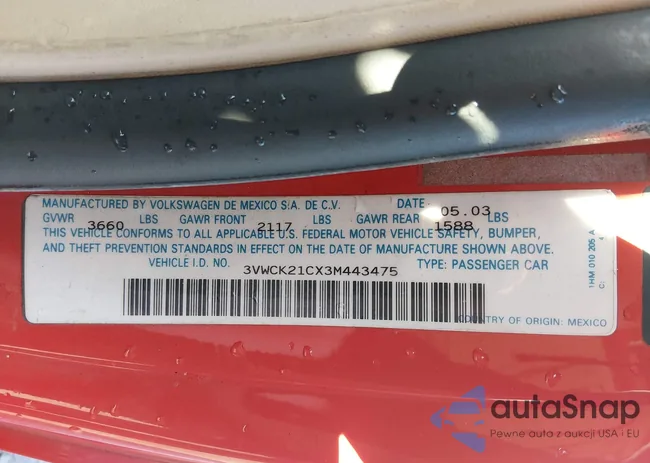 MANUFACTURED BY VOLKSWAGEN DE MEXICO S.A. DE C.V. DATE: 05.03
GVWR 3660 LBS GAWR FRONT 2117 LBS GAWR REAR 1588 LBS
THIS VEHICLE CONFORMS TO ALL APPLICABLE U.S. FEDERAL MOTOR VEHICLE SAFETY, BUMPER,
AND THEFT PREVENTION STANDARDS IN EFFECT ON THE DATE OF MANUFACTURE SHOWN ABOVE.
VEHICLE I.D. NO. 3VWCK21CX3M443475 TYPE: PASSENGER CAR
COUNTRY OF ORIGIN: MEXICO
1HM 010 205 A
autaSnap
Pewne auta z aukcji USA i EU